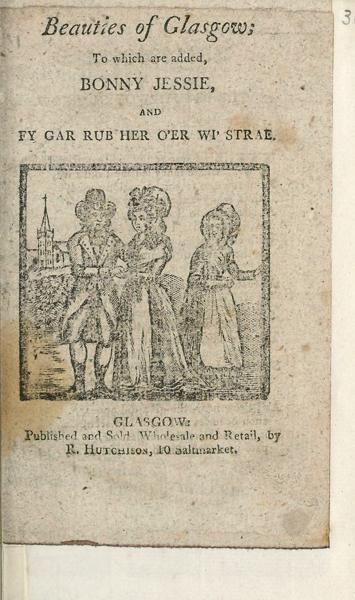 3
Beauties of Glasgow;
To which are added,
BONNY JESSIE,
AND
FY GAR RUB HER O'ER WI' STRAE.
GLASGOW:
Published and Sold, Wholesale and Retail, by
R. HUTCHISON, 10 Saltmarket.